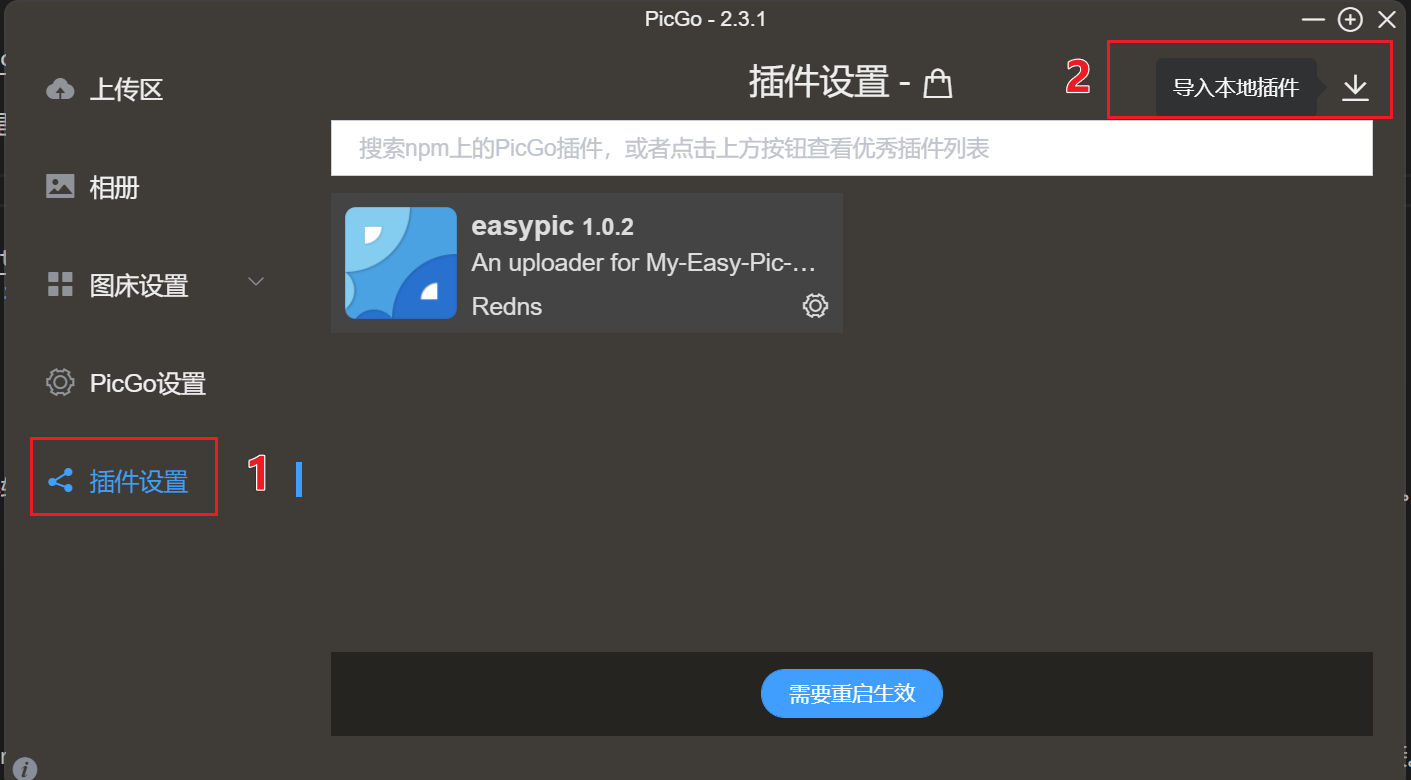 PicGo - 2.3.1
上传区
相册
图床设置
PicGo设置
插件设置
1
插件设置 -
2
导入本地插件
搜索npm上的PicGo插件，或者点击上方按钮查看优秀插件列表
easypic 1.0.2
An uploader for My-Easy-Pic-…
Redns
需要重启生效